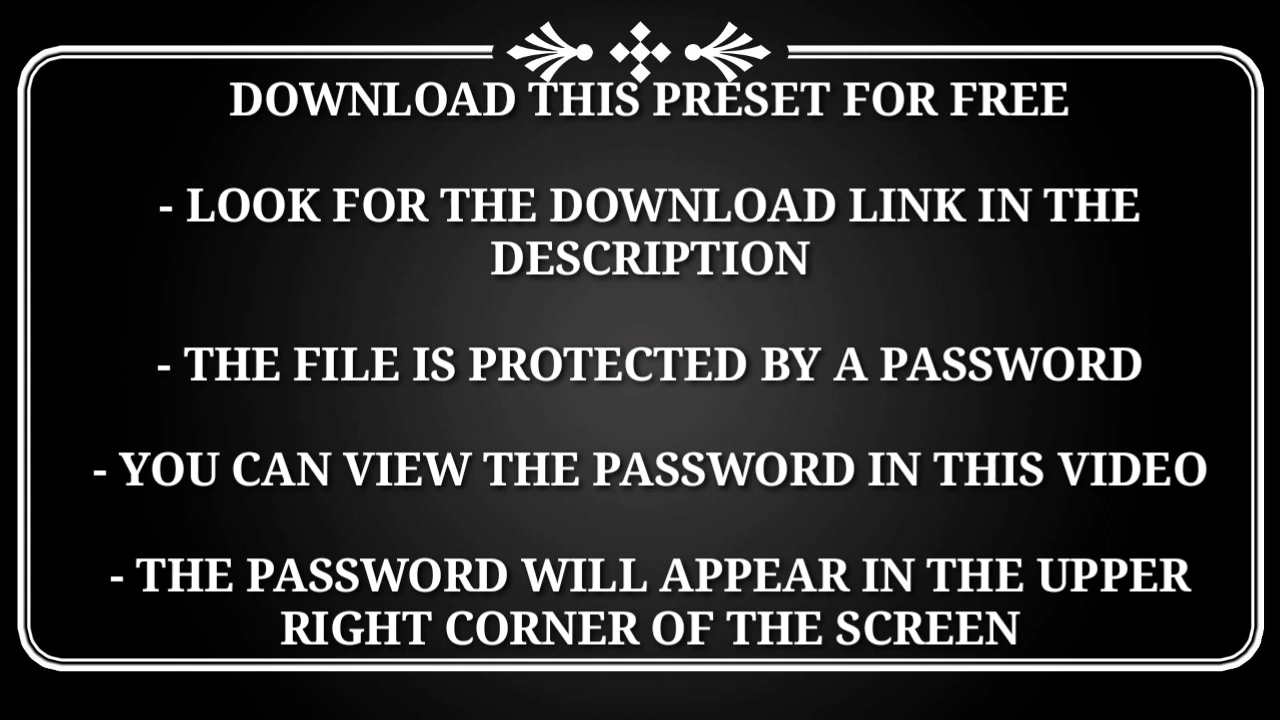 DOWNLOAD THIS PRESET FOR FREE
- LOOK FOR THE DOWNLOAD LINK IN THE
DESCRIPTION
- THE FILE IS PROTECTED BY A PASSWORD
- YOU CAN VIEW THE PASSWORD IN THIS VIDEO
- THE PASSWORD WILL APPEAR IN THE UPPER
RIGHT CORNER OF THE SCREEN